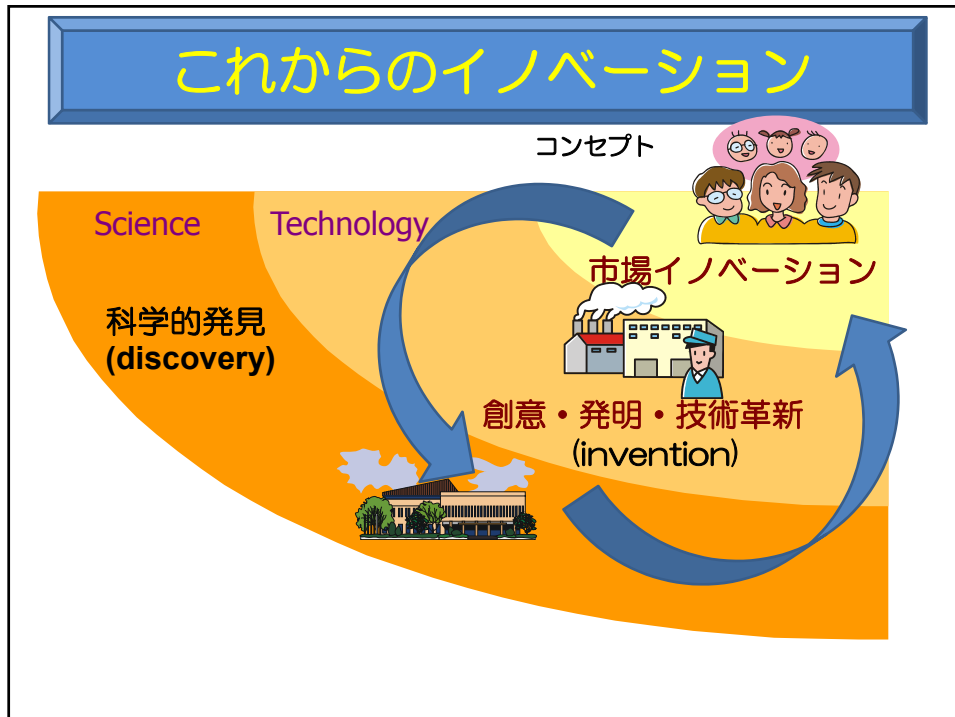 これからのイノベーション
コンセプト
Science
Technology
市場イノベーション
科学的発見
(discovery)
創意・発明・技術革新
(invention)